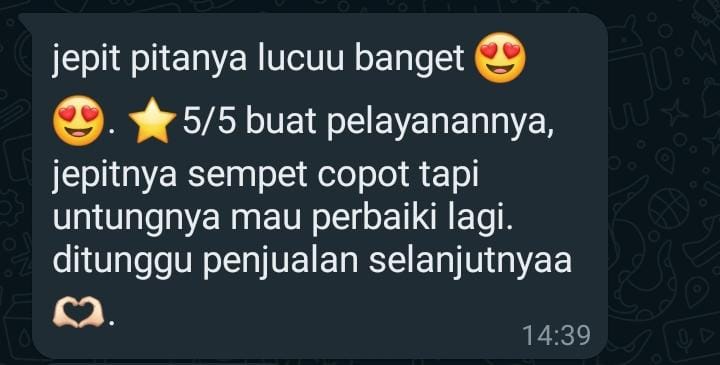 jepit pitanya lucuu banget 😍
😍. ⭐5/5 buat pelayanannya,
jepitnya sempet copot tapi
untungnya mau perbaiki lagi.
ditunggu penjualan selanjutnyaa
🫶🏻.
14:39